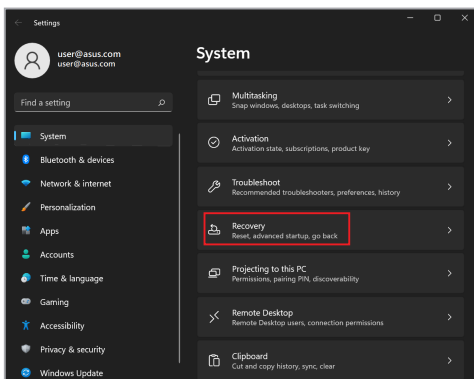 Settings
user@asus.com
user@asus.com
Find a setting
System
Bluetooth & devices
Network & internet
Personalization
Apps
Accounts
Time & language
Gaming
Accessibility
Privacy & security
Windows Update
System
Multitasking
Snap windows, desktops, task switching
Activation
Activation state, subscriptions, product key
Troubleshoot
Recommended troubleshooters, preferences, history
Recovery
Reset, advanced startup, go back
Projecting to this PC
Permissions, pairing PIN, discoverability
Remote Desktop
Remote Desktop users, connection permissions
Clipboard
Cut and copy history, sync, clear